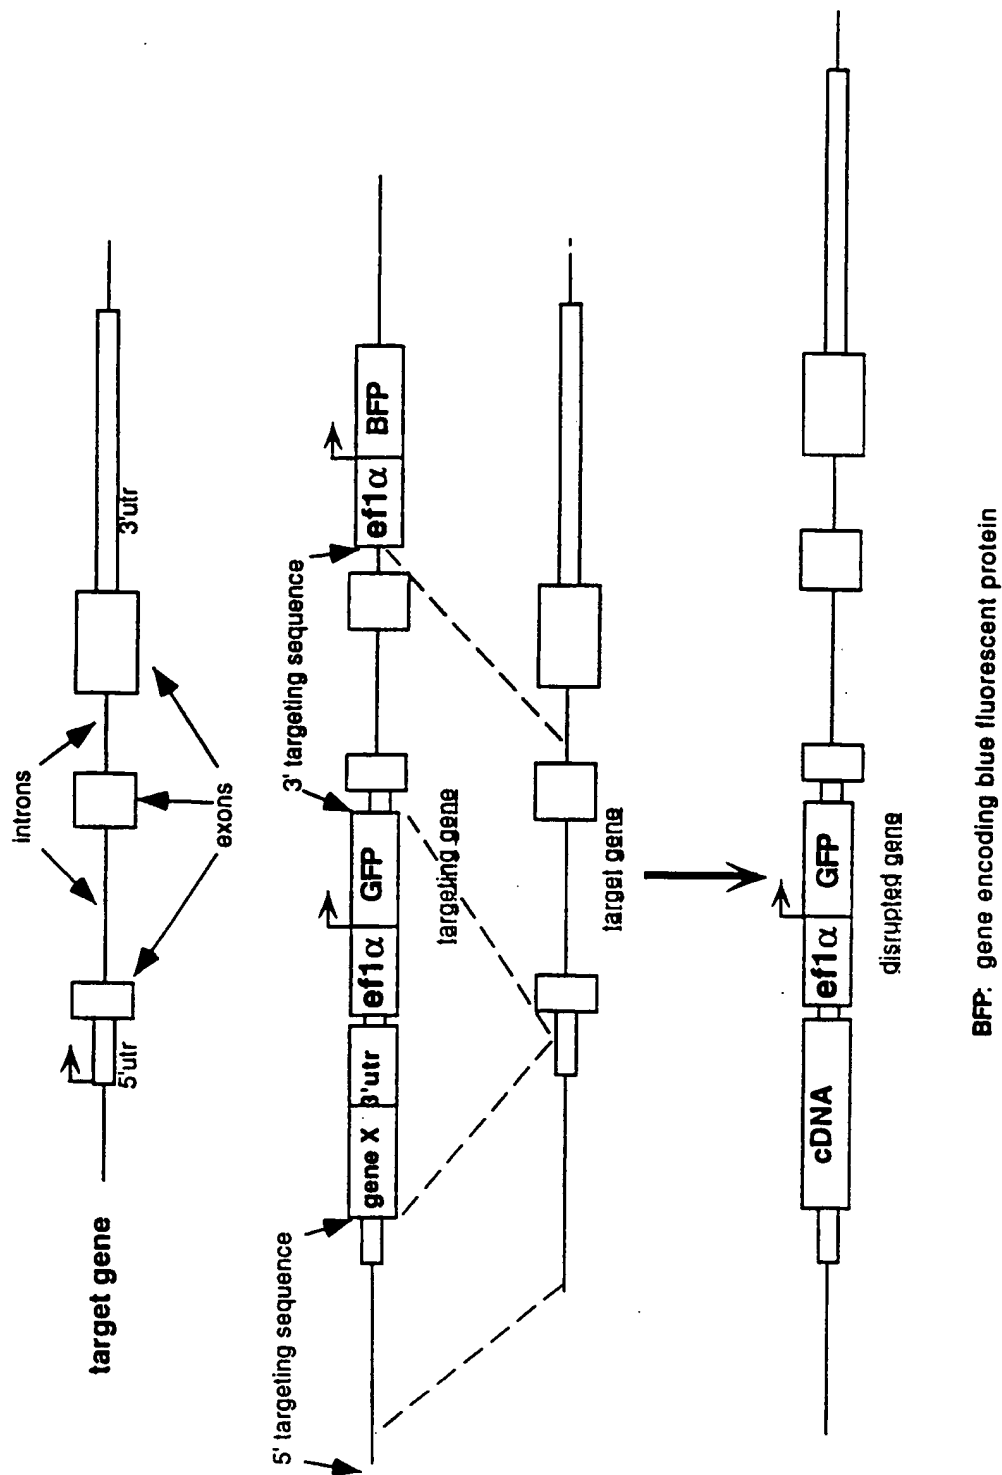 target gene
5'utr
introns
exons
3'utr
5' targeting sequence
3' targeting sequence
gene X
3'utr
ef1α
GFP
ef1α
BFP
targeting gene
target gene
cDNA
ef1α
GFP
disrupted gene
BFP: gene encoding blue fluorescent protein